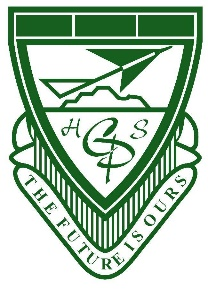 H S
THE FUTURE IS OURS